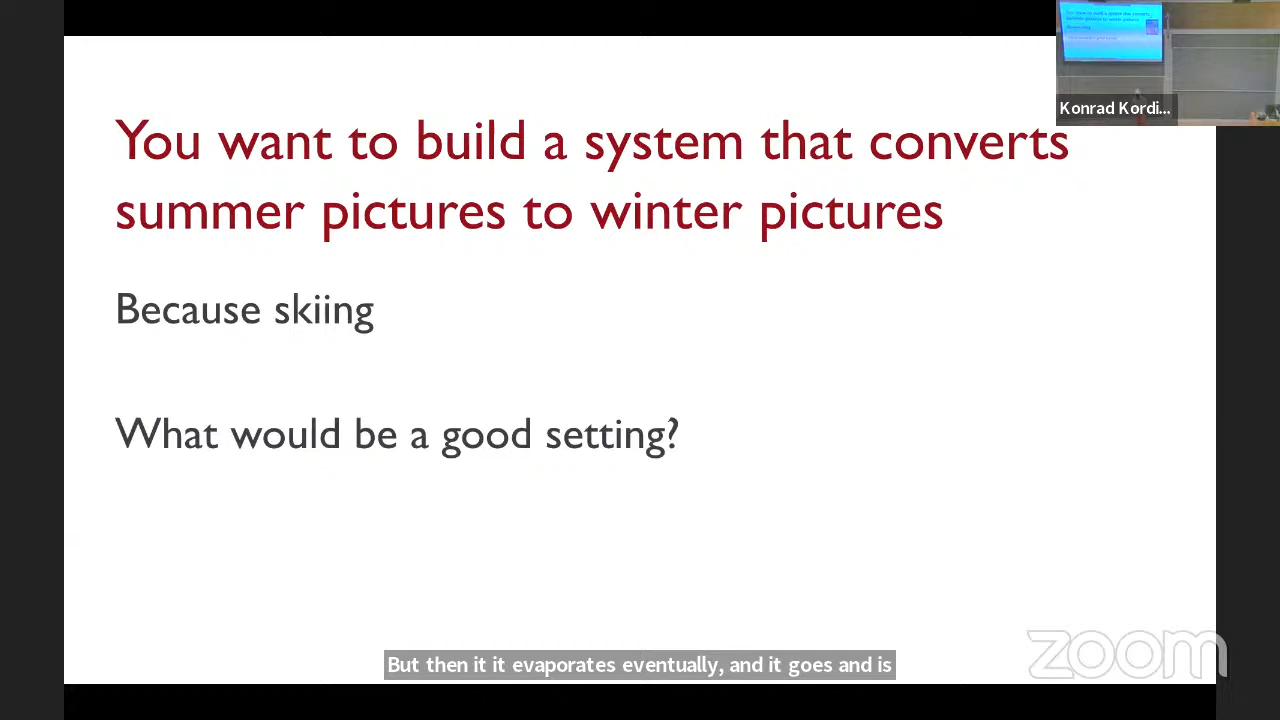 You want to build a system that converts
summer pictures to winter pictures
Because skiing
What would be a good setting?
Konrad Kordi...
But then it it evaporates eventually, and it goes and is
zoom